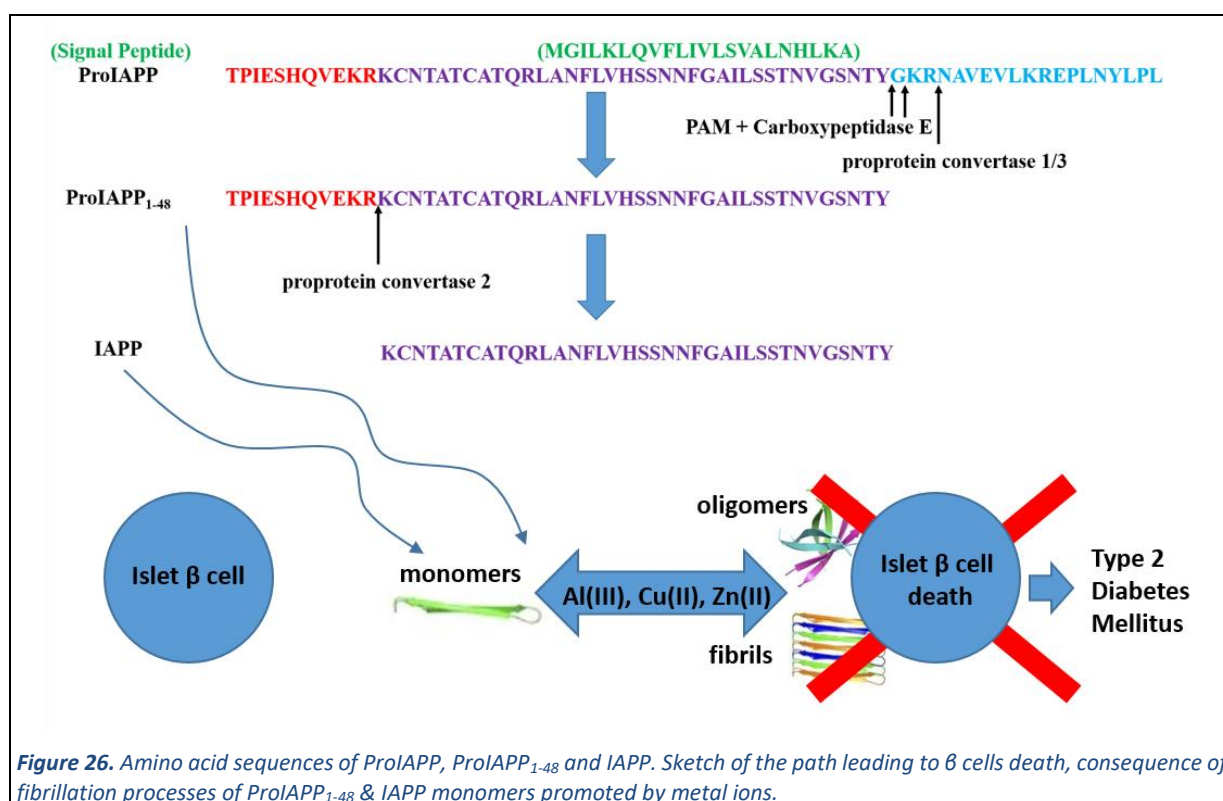 (Signal Peptide) (MGILKLQVFLIVLSVALNHLKA)
ProIAPP TPIESHQVEKRKCNTATCATQRLANFLVHSSNNFGAILSSTNVGSNTYGKRNAVEVLKREPLNYLPL
PAM + Carboxypeptidase E
proprotein convertase 1/3
ProIAPP1-48 TPIESHQVEKRKCNTATCATQRLANFLVHSSNNFGAILSSTNVGSNTY
proprotein convertase 2
IAPP KCNTATCATQRLANFLVHSSNNFGAILSSTNVGSNTY
oligomers
Islet β cell
monomers
Al(III), Cu(II), Zn(II)
Islet β cell
death
Type 2
Diabetes
Mellitus
fibrils
Figure 26. Amino acid sequences of ProIAPP, ProIAPP1-48 and IAPP. Sketch of the path leading to β cells death, consequence of
fibrillation processes of ProIAPP1-48 & IAPP monomers promoted by metal ions.